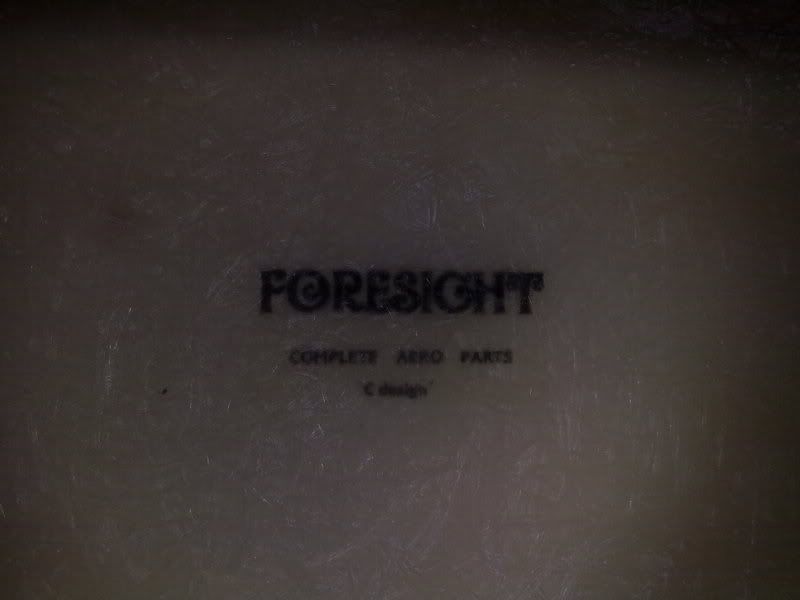 FORESIGHT
COMPLETE AERO PARTS
'C design'